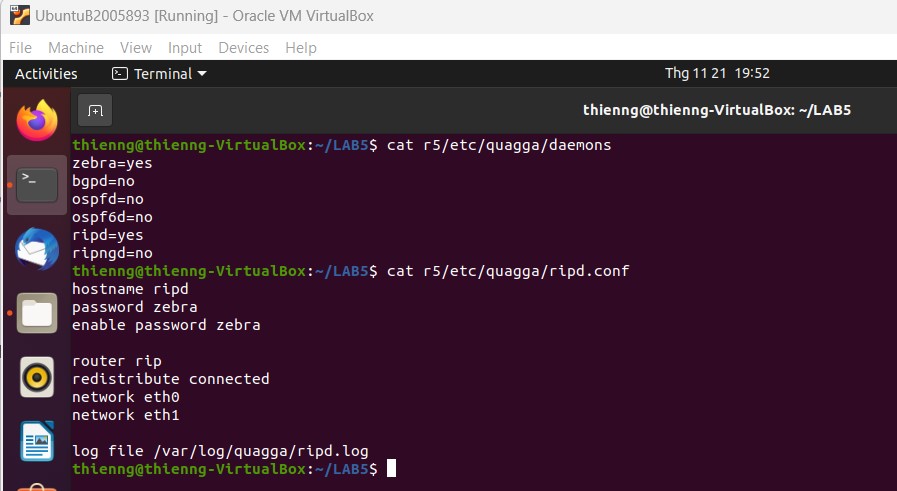 UbuntuB2005893 [Running] - Oracle VM VirtualBox
File Machine View Input Devices Help
Activities Terminal Thg 11 21 19:52
thienng@thienng-VirtualBox: ~/LAB5
thienng@thienng-VirtualBox:~/LAB5$ cat r5/etc/quagga/daemons
zebra=yes
bgpd=no
ospfd=no
ospf6d=no
ripd=yes
ripngd=no
thienng@thienng-VirtualBox:~/LAB5$ cat r5/etc/quagga/ripd.conf
hostname ripd
password zebra
enable password zebra
router rip
redistribute connected
network eth0
network eth1
log file /var/log/quagga/ripd.log
thienng@thienng-VirtualBox:~/LAB5$